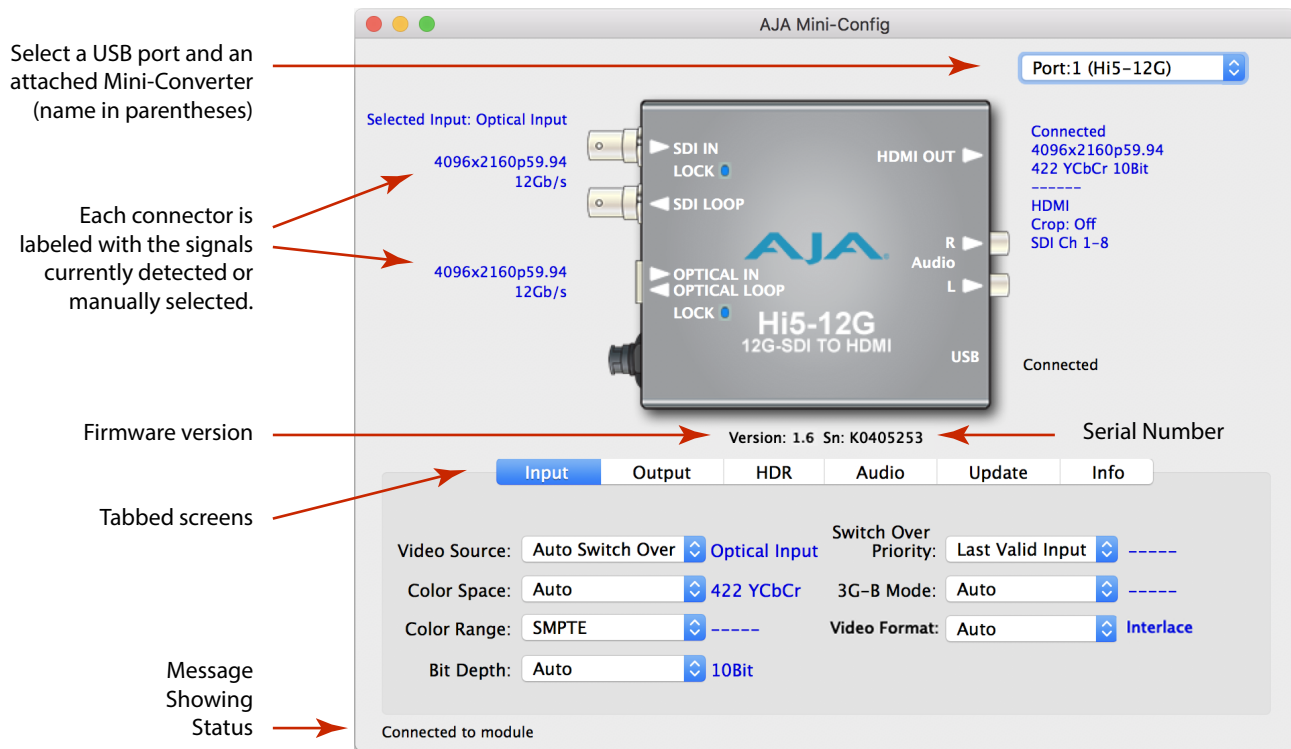 AJA Mini-Config
Select a USB port and an
attached Mini-Converter
(name in parentheses)
Port:1 (Hi5-12G)
Selected Input: Optical Input
4096x2160p59.94
12Gb/s
4096x2160p59.94
12Gb/s
Each connector is
labeled with the signals
currently detected or
manually selected.
SDI IN
LOCK
SDI LOOP
OPTICAL IN
OPTICAL LOOP
LOCK
HDMI OUT
AJA
R
Audio
L
Hi5-12G
12G-SDI TO HDMI
USB
Connected
4096x2160p59.94
422 YCbCr 10Bit
------
HDMI
Crop: Off
SDI Ch 1-8
Connected
Firmware version
Version: 1.6 Sn: K0405253
Serial Number
Tabbed screens
Input Output HDR Audio Update Info
Video Source: Auto Switch Over Optical Input
Color Space: Auto 422 YCbCr
Color Range: SMPTE -----
Bit Depth: Auto 10Bit
Switch Over
Priority: Last Valid Input -----
3G-B Mode: Auto -----
Video Format: Auto Interlace
Message
Showing
Status
Connected to module